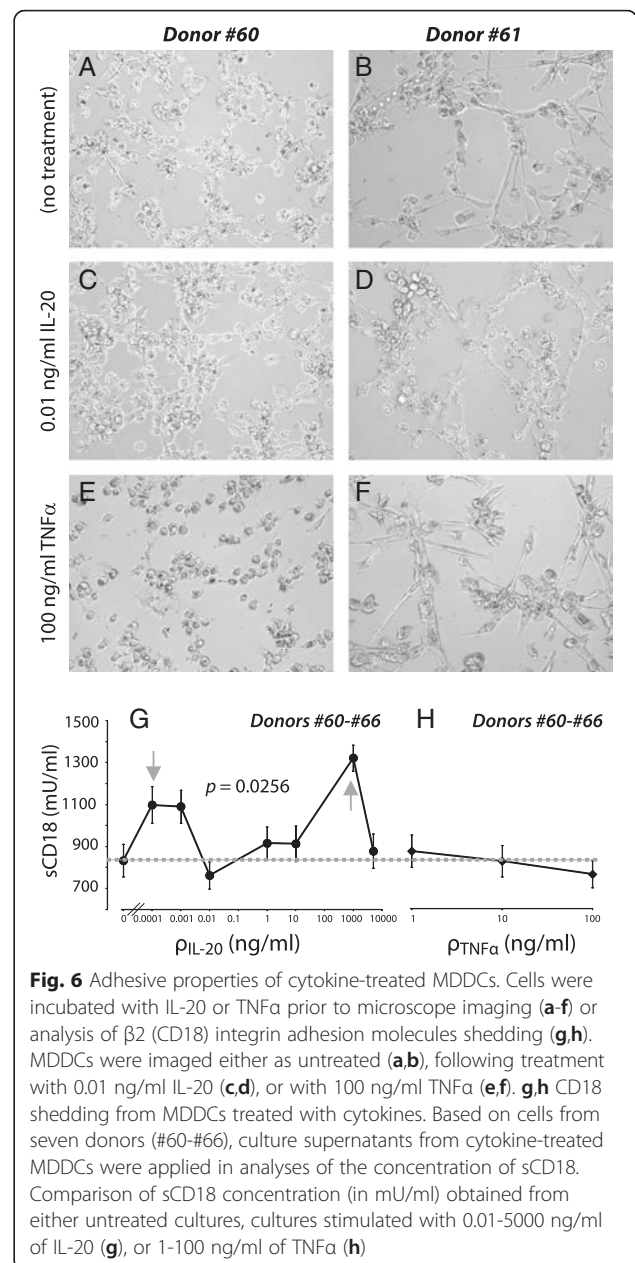 Donor #60
Donor #61
(no treatment)
A
B
0.01 ng/ml IL-20
C
D
100 ng/ml TNFα
E
F
G
Donors #60-#66
H
Donors #60-#66
sCD18 (mU/ml)
1500
1300
1100
900
700
p = 0.0256
0
0.0001
0.001
0.01
0.1
1
10
100
1000
10000
1
10
100
ρIL-20 (ng/ml)
ρTNFα (ng/ml)
Fig. 6 Adhesive properties of cytokine-treated MDDCs. Cells were
incubated with IL-20 or TNFα prior to microscope imaging (a-f) or
analysis of β2 (CD18) integrin adhesion molecules shedding (g,h).
MDDCs were imaged either as untreated (a,b), following treatment
with 0.01 ng/ml IL-20 (c,d), or with 100 ng/ml TNFα (e,f). g,h CD18
shedding from MDDCs treated with cytokines. Based on cells from
seven donors (#60-#66), culture supernatants from cytokine-treated
MDDCs were applied in analyses of the concentration of sCD18.
Comparison of sCD18 concentration (in mU/ml) obtained from
either untreated cultures, cultures stimulated with 0.01-5000 ng/ml
of IL-20 (g), or 1-100 ng/ml of TNFα (h)